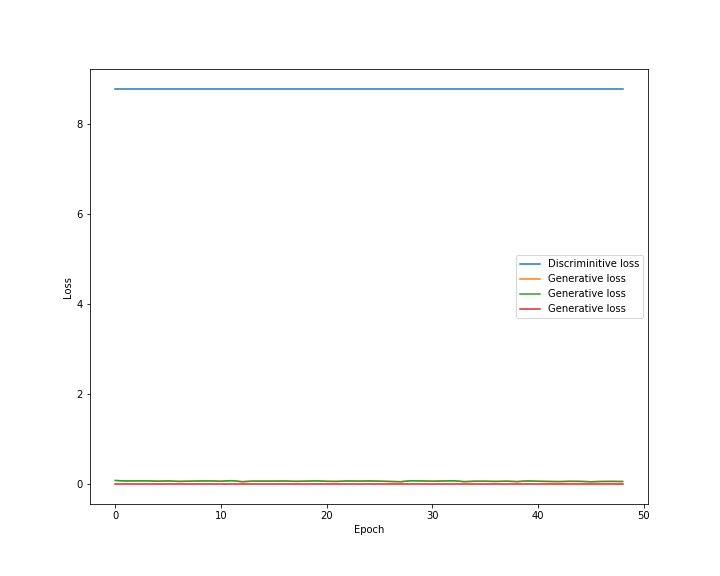 8
6
4
2
0
Loss
Discriminitive loss
Generative loss
Generative loss
Generative loss
0 10 20 30 40 50
Epoch